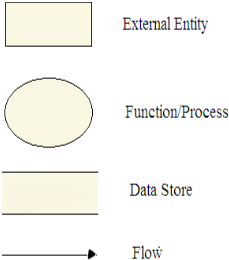 External Entity
Function/Process
Data Store
Flow